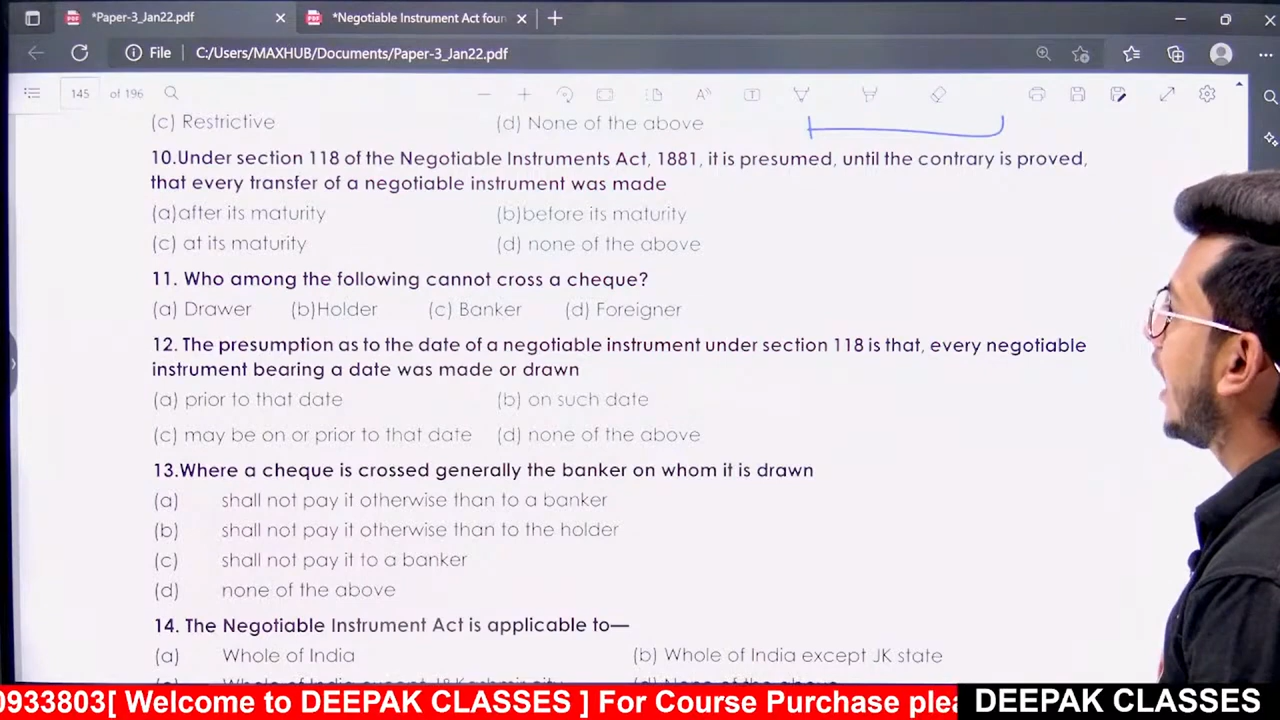 *Paper-3_Jan22.pdf
*Negotiable Instrument Act foun
File C:/Users/MAXHUB/Documents/Paper-3_Jan22.pdf
145 of 196
(c) Restrictive (d) None of the above
10.Under section 118 of the Negotiable Instruments Act, 1881, it is presumed, until the contrary is proved,
that every transfer of a negotiable instrument was made
(a)after its maturity (b)before its maturity
(c) at its maturity (d) none of the above
11. Who among the following cannot cross a cheque?
(a) Drawer (b)Holder (c) Banker (d) Foreigner
12. The presumption as to the date of a negotiable instrument under section 118 is that, every negotiable
instrument bearing a date was made or drawn
(a) prior to that date (b) on such date
(c) may be on or prior to that date (d) none of the above
13.Where a cheque is crossed generally the banker on whom it is drawn
(a) shall not pay it otherwise than to a banker
(b) shall not pay it otherwise than to the holder
(c) shall not pay it to a banker
(d) none of the above
14. The Negotiable Instrument Act is applicable to—
(a) Whole of India (b) Whole of India except JK state
0933803[ Welcome to DEEPAK CLASSES ] For Course Purchase plea
DEEPAK CLASSES